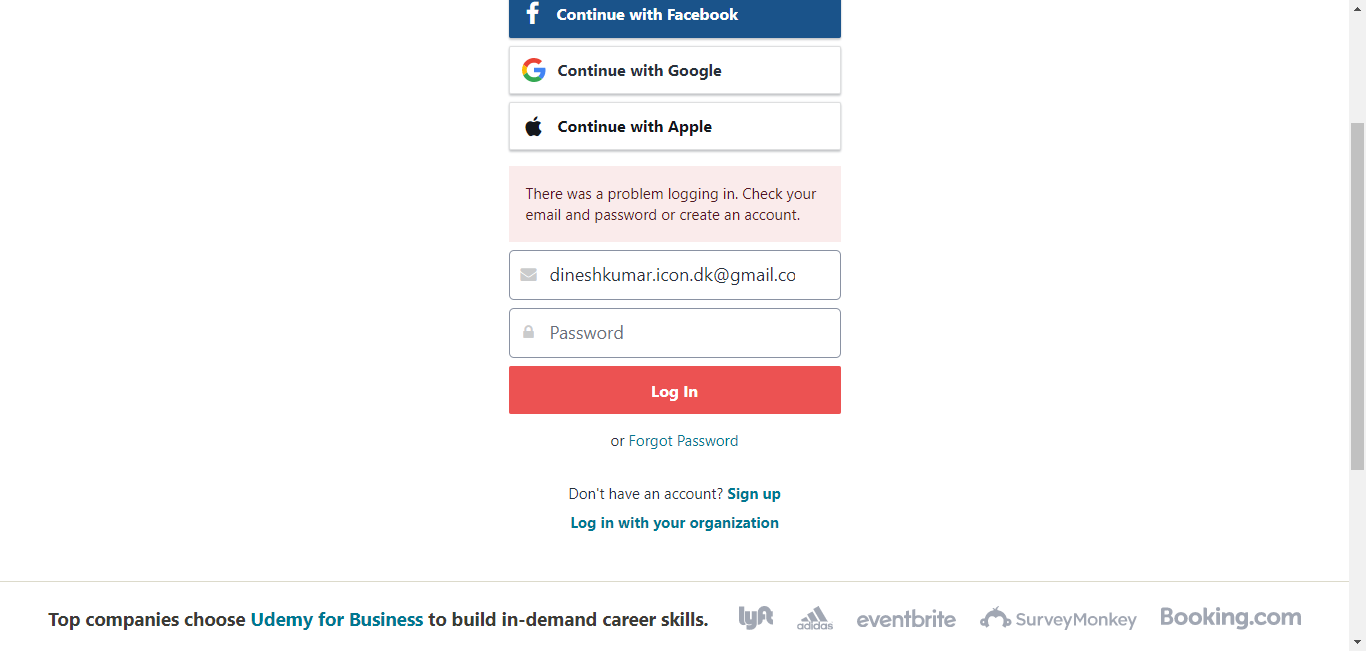 Continue with Facebook
Continue with Google
Continue with Apple
There was a problem logging in. Check your
email and password or create an account.
dineshkumar.icon.dk@gmail.co
Password
Log In
or Forgot Password
Don't have an account? Sign up
Log in with your organization
Top companies choose Udemy for Business to build in-demand career skills.
lyft adidas eventbrite SurveyMonkey Booking.com